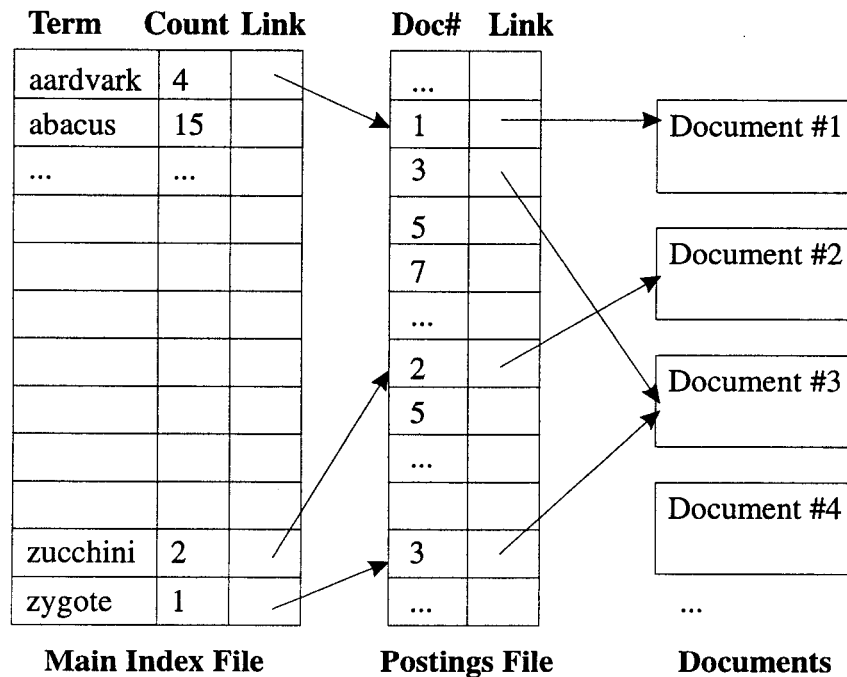 Term Count Link Doc# Link
aardvark 4 ...
abacus 15 1 Document #1
... ... 3
5
7 Document #2
...
2 Document #3
5
...
Document #4
zucchini 2 3
zygote 1 ... ...
Main Index File Postings File Documents